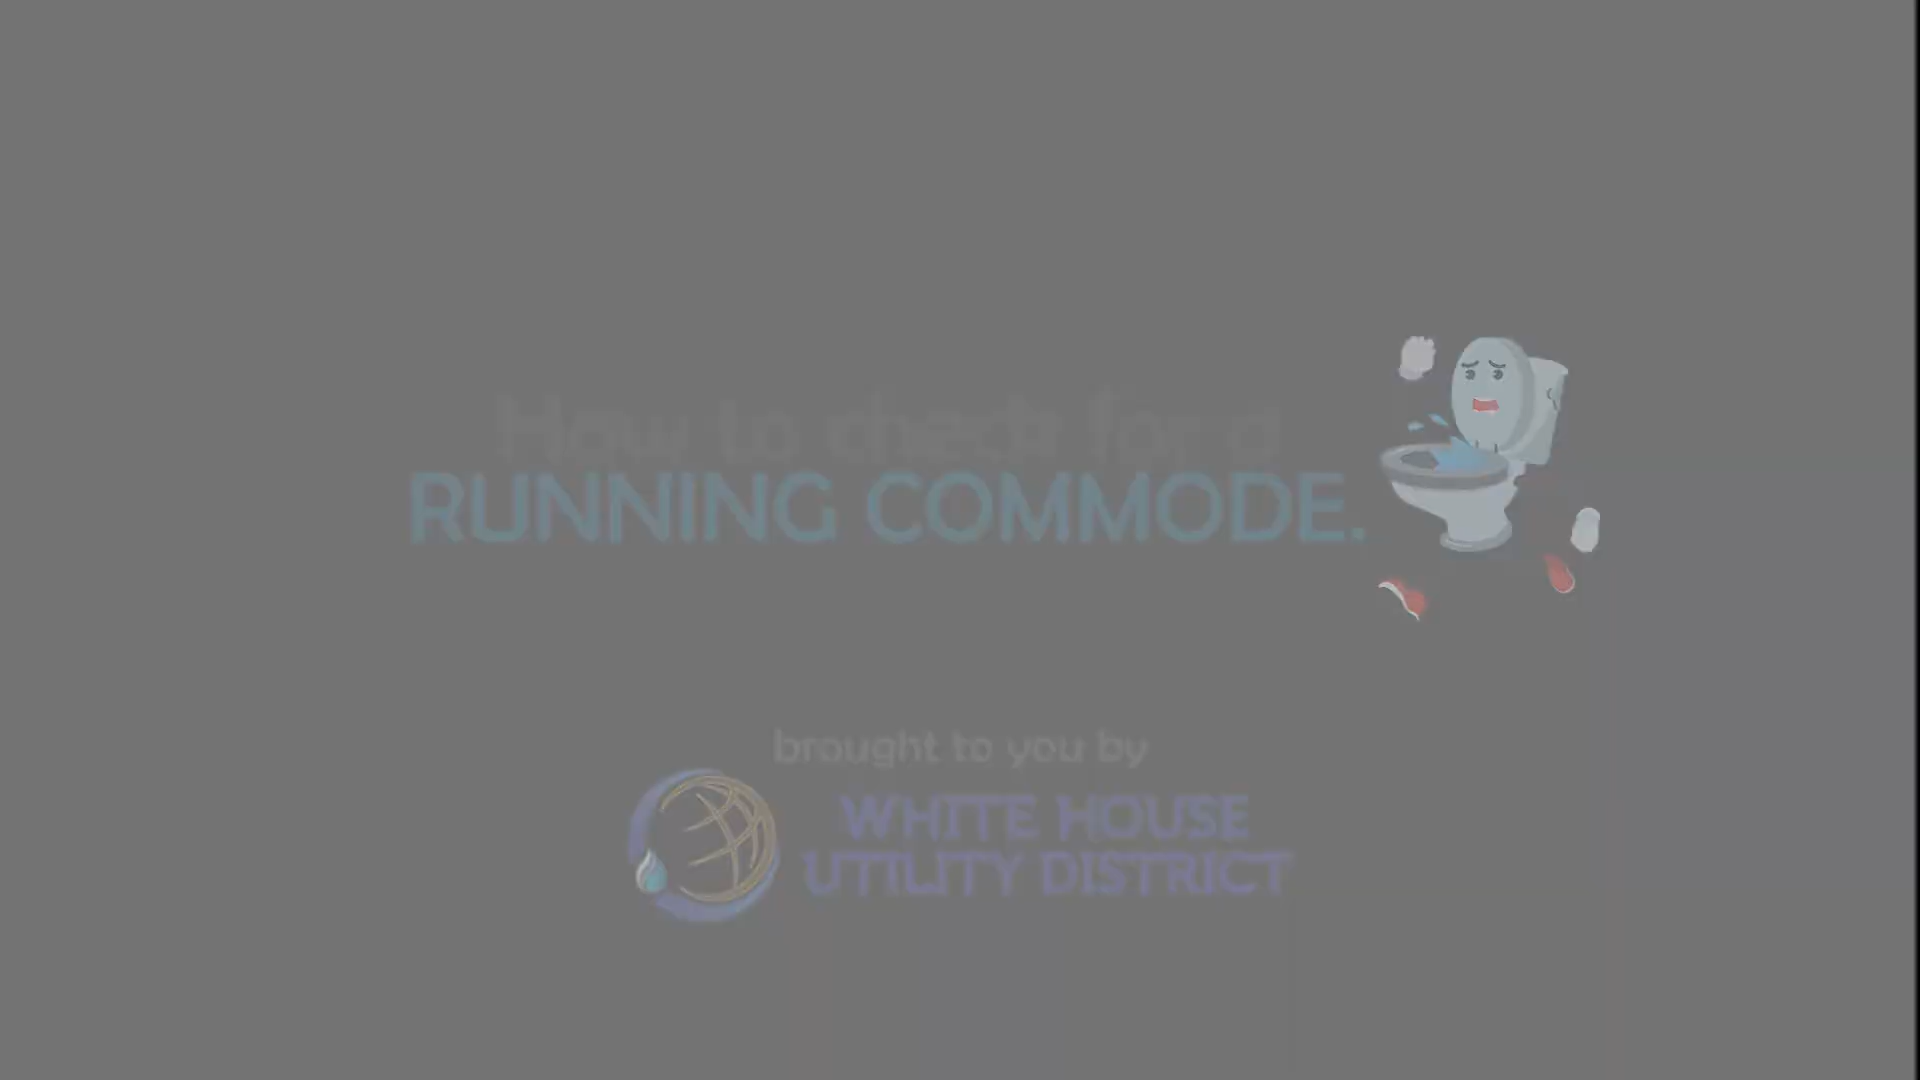 How to check for a
RUNNING COMMODE.
brought to you by
WHITE HOUSE
UTILITY DISTRICT